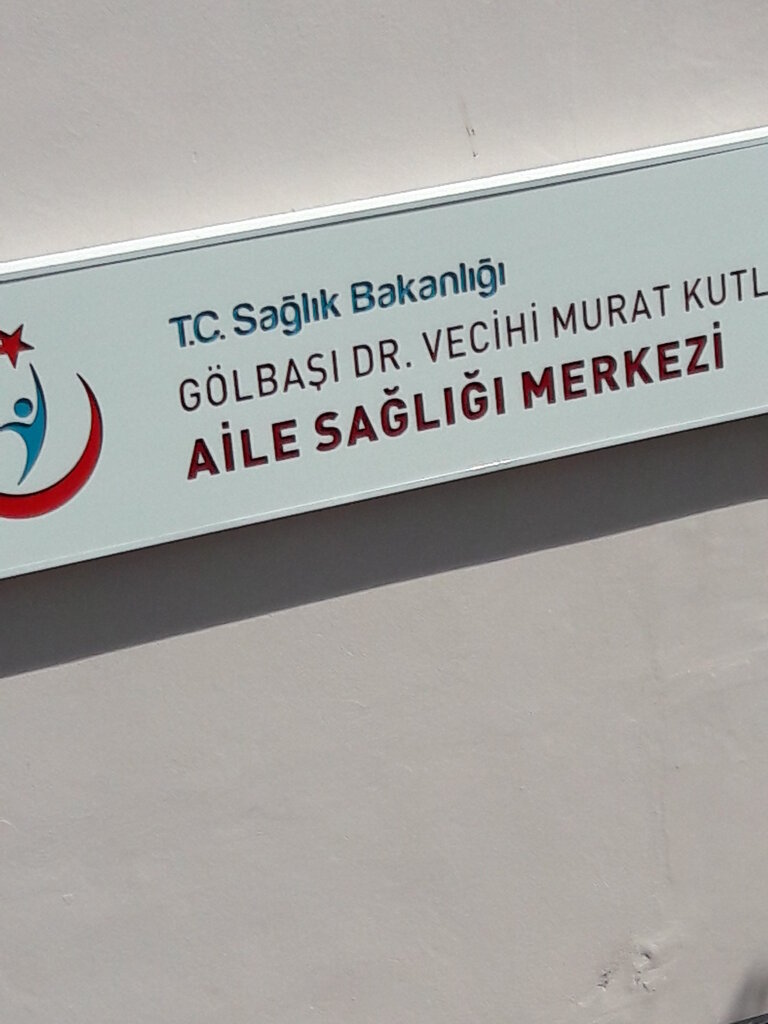 T.C. Sağlık Bakanlığı
GÖLBAŞI DR. VECİHİ MURAT KUTL
AİLE SAĞLIĞI MERKEZİ